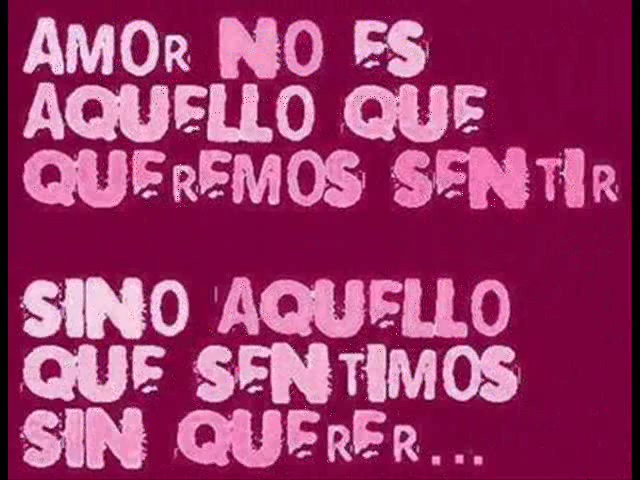 AMOR NO ES
AQUELLO QUE
QUEREMOS SENTIR
SINO AQUELLO
QUE SENTIMOS
SIN QUERER...